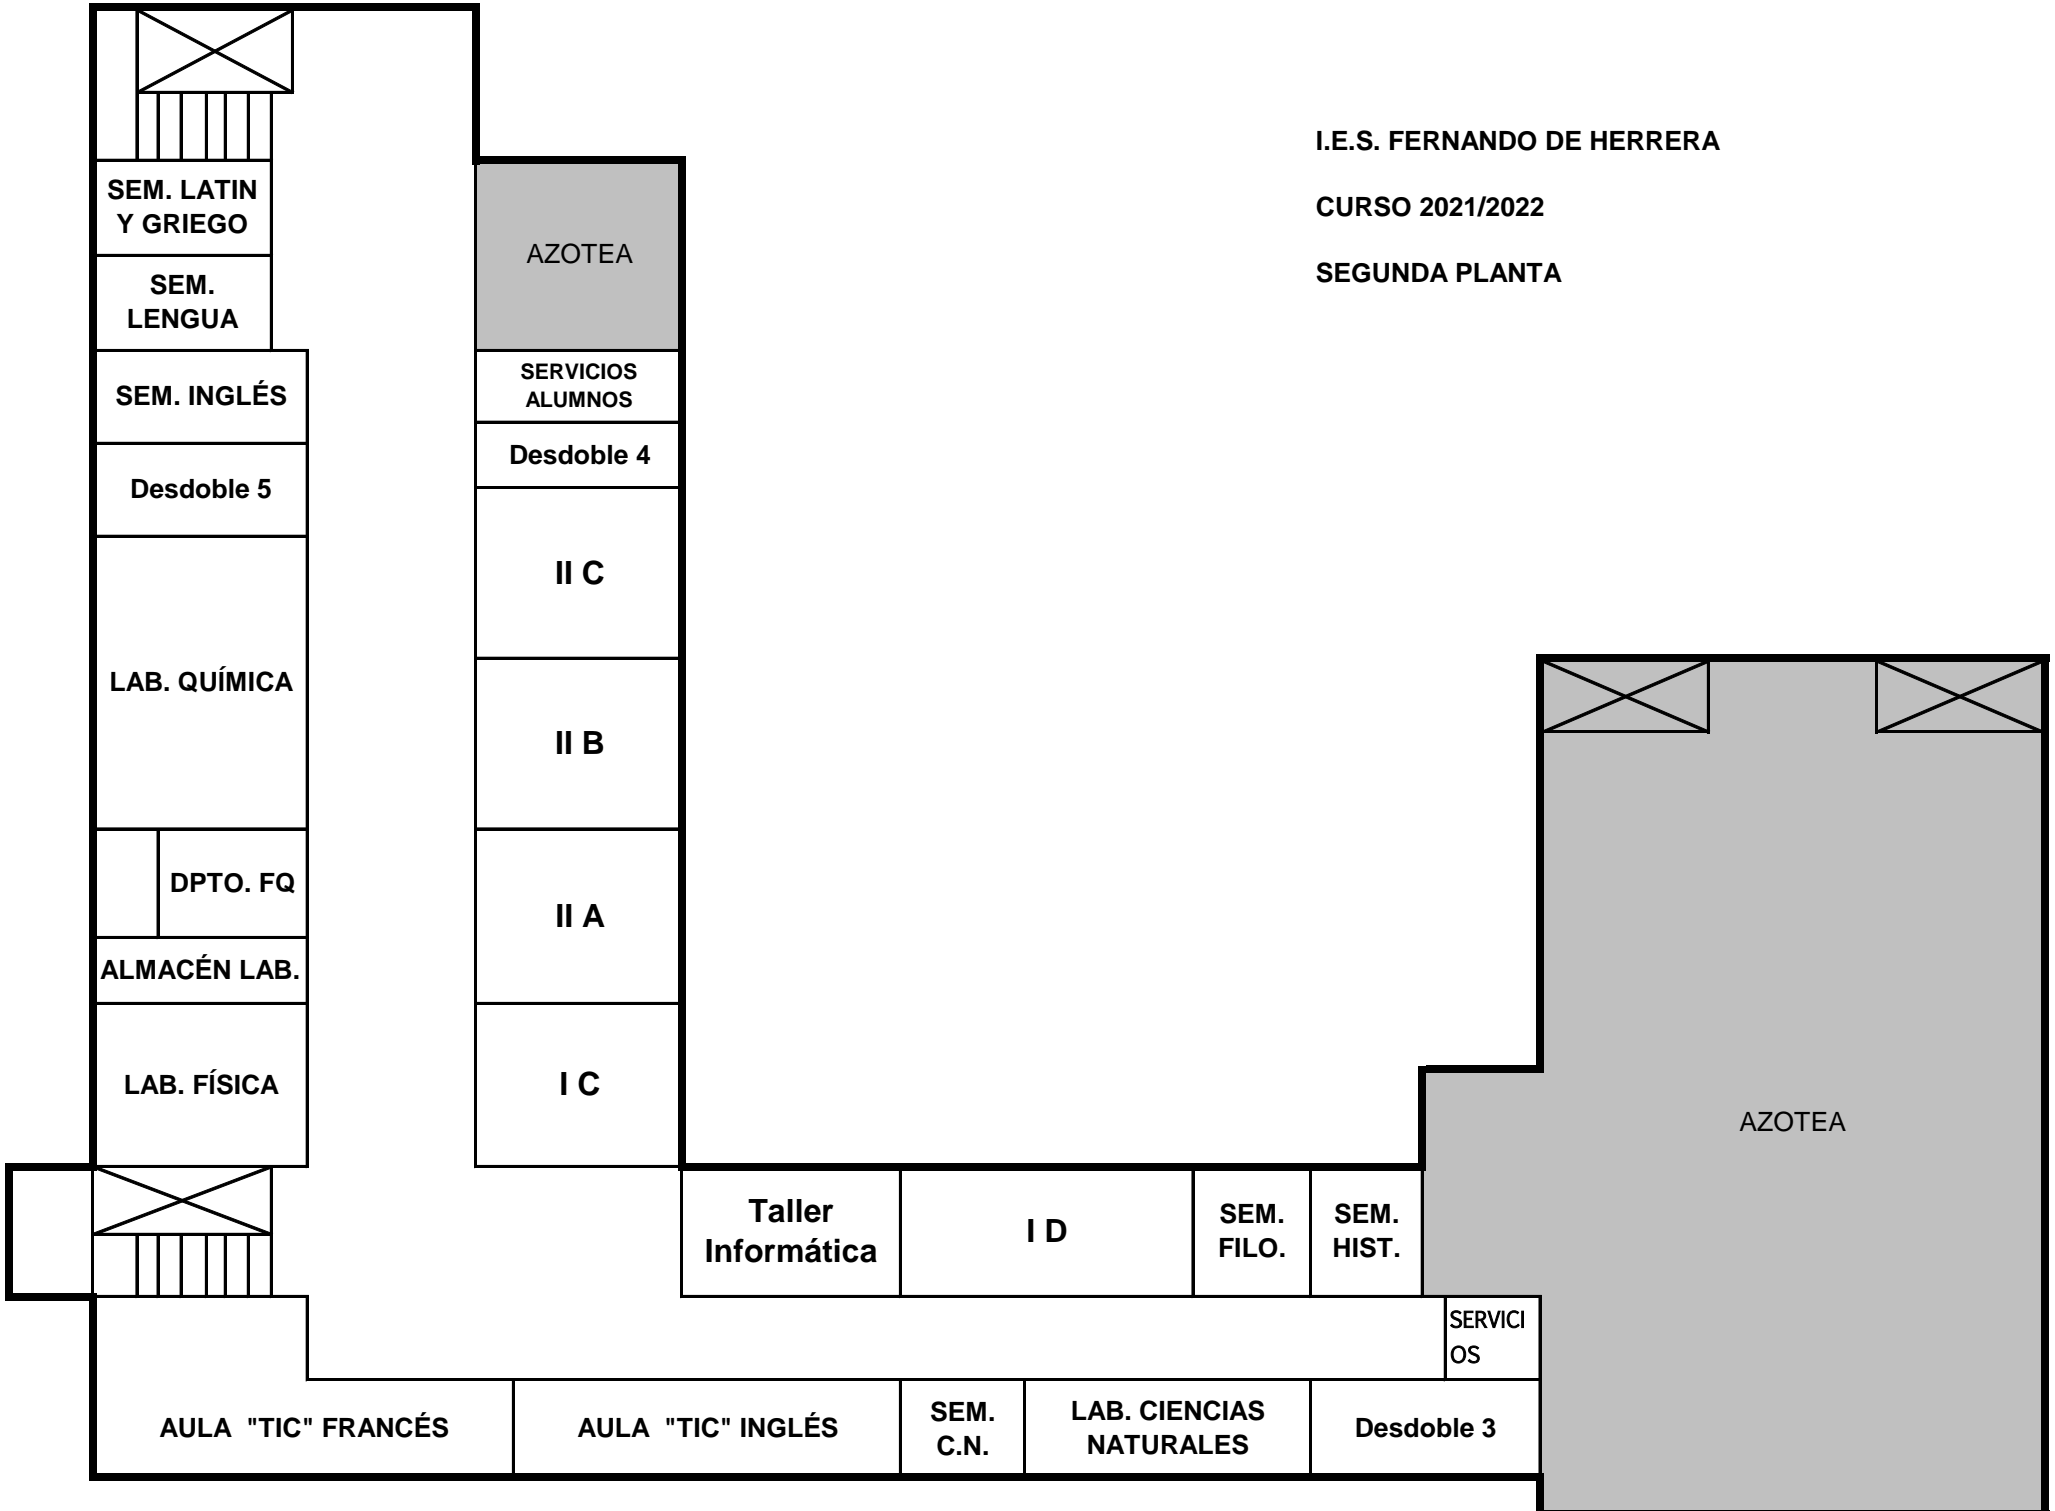 I.E.S. FERNANDO DE HERRERA
CURSO 2021/2022
SEGUNDA PLANTA
SEM. LATIN
Y GRIEGO
AZOTEA
SEM.
LENGUA
SERVICIOS
ALUMNOS
SEM. INGLÉS
Desdoble 4
Desdoble 5
II C
LAB. QUÍMICA
II B
DPTO. FQ
II A
ALMACÉN LAB.
LAB. FÍSICA
I C
AZOTEA
Taller
Informática
I D
SEM.
FILO.
SEM.
HIST.
SERVICI
OS
AULA  "TIC" FRANCÉS
AULA  "TIC" INGLÉS
SEM.
C.N.
LAB. CIENCIAS
NATURALES
Desdoble 3